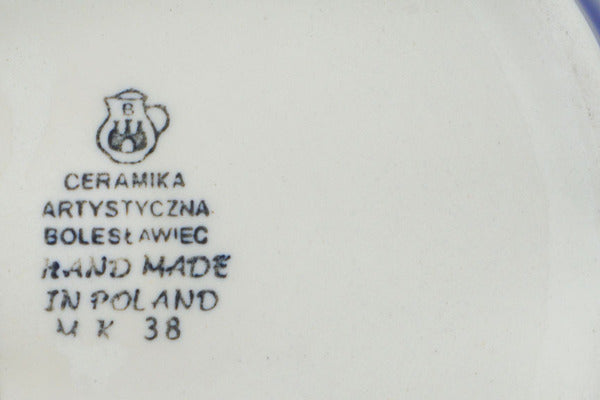 B
CERAMIKA
ARTYSTYCZNA
BOLESŁAWIEC
HAND MADE
IN POLAND
M K 38